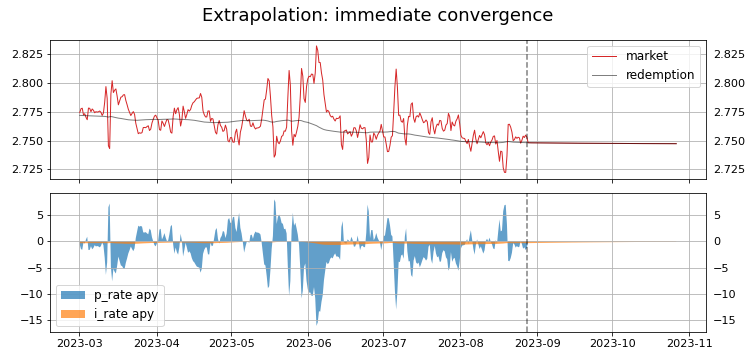 Extrapolation: immediate convergence
2.825 2.825
2.800 2.800
2.775 2.775
2.750 2.750
2.725 2.725
market
redemption
5 5
0 0
−5 −5
−10 −10
−15 −15
p_rate apy
i_rate apy
2023-03 2023-04 2023-05 2023-06 2023-07 2023-08 2023-09 2023-10 2023-11